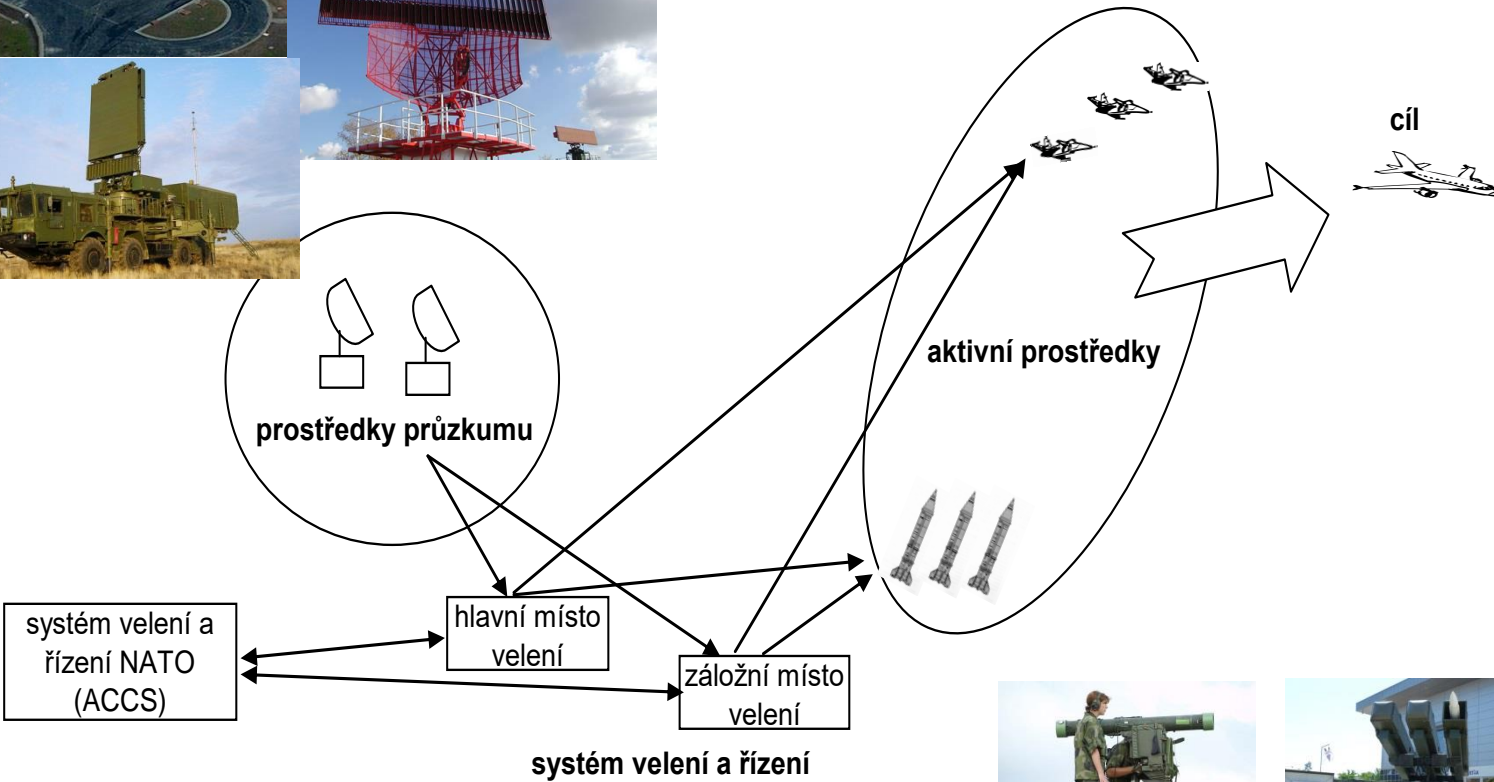 cíl
aktivní prostředky
prostředky průzkumu
systém velení a
řízení NATO
(ACCS)
hlavní místo
velení
záložní místo
velení
systém velení a řízení